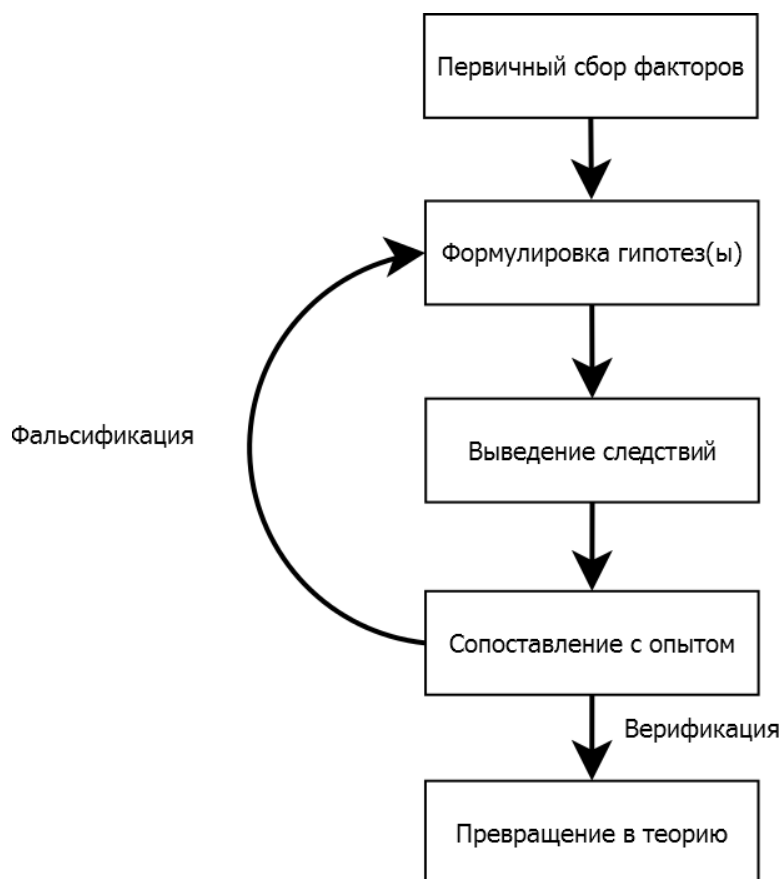 Первичный сбор факторов
Формулировка гипотез(ы)
Фальсификация
Выведение следствий
Сопоставление с опытом
Верификация
Превращение в теорию